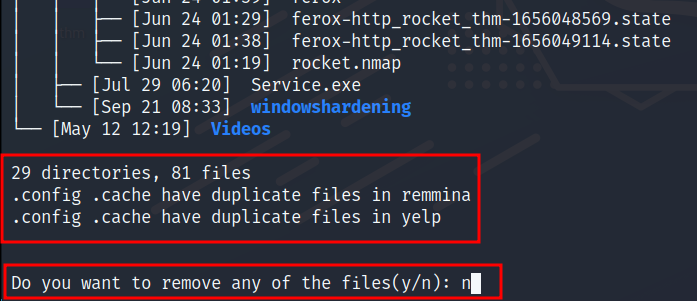 [Jun 24 01:39] ferox
[Jun 24 01:29] ferox-http_rocket_thm-1656048569.state
[Jun 24 01:38] ferox-http_rocket_thm-1656049114.state
[Jun 24 01:19] rocket.nmap
[Jul 29 06:20] Service.exe
[Sep 21 08:33] windowshardening
[May 12 12:19] Videos
29 directories, 81 files
.config .cache have duplicate files in remmina
.config .cache have duplicate files in yelp
Do you want to remove any of the files(y/n): n